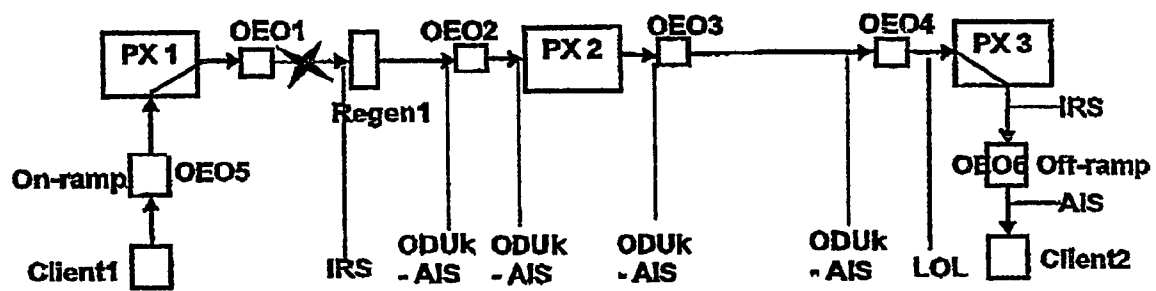 PX 1
OEO1
OEO2
PX 2
OEO3
OEO4
PX 3
Regen1
IRS
On-ramp
OEO5
OEO6 Off-ramp
AIS
Client1
IRS
ODUk
- AIS
ODUk
- AIS
ODUk
- AIS
ODUk
- AIS
LOL
Client2